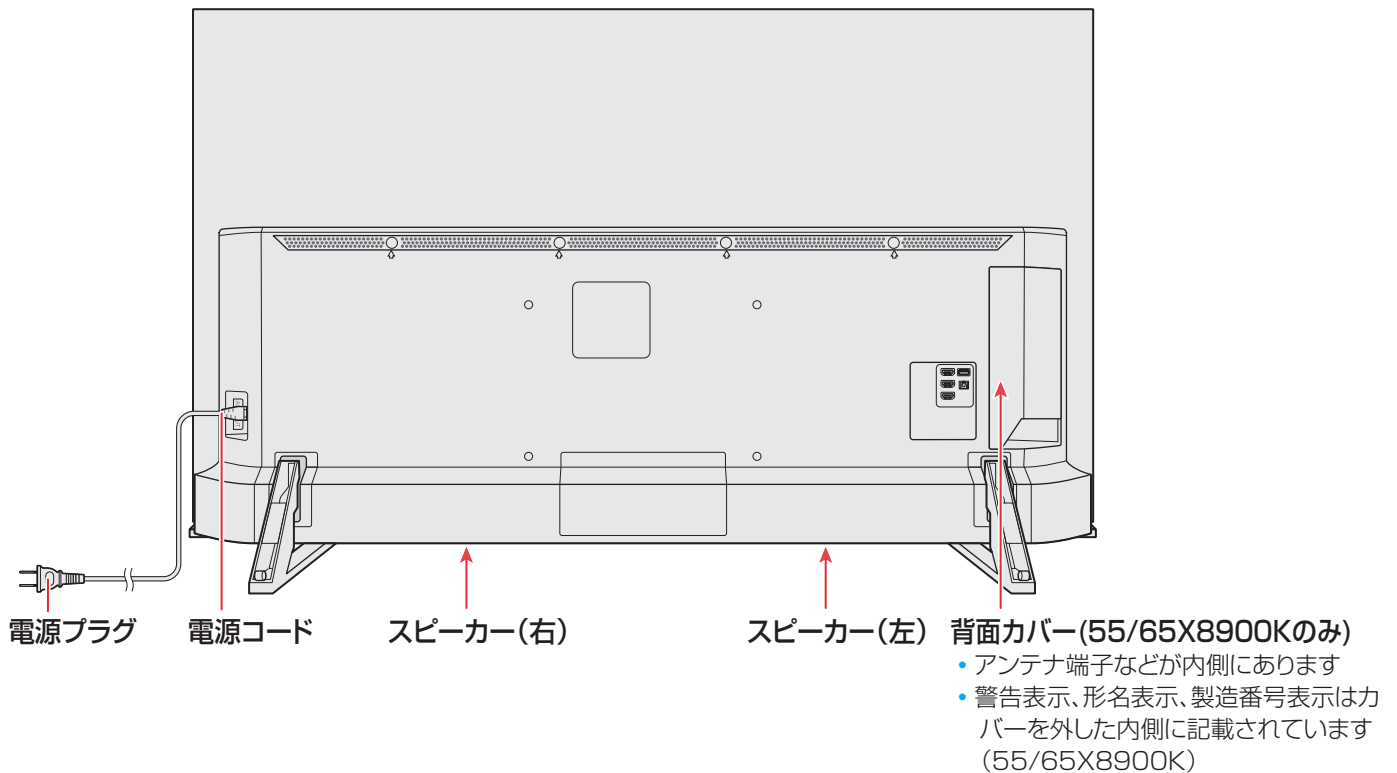 電源プラグ
電源コード
スピーカー（右）
スピーカー（左）
背面カバー(55/65X8900Kのみ)
• アンテナ端子などが内側にあります
• 警告表示、形名表示、製造番号表示はカ
バーを外した内側に記載されています
（55/65X8900K）